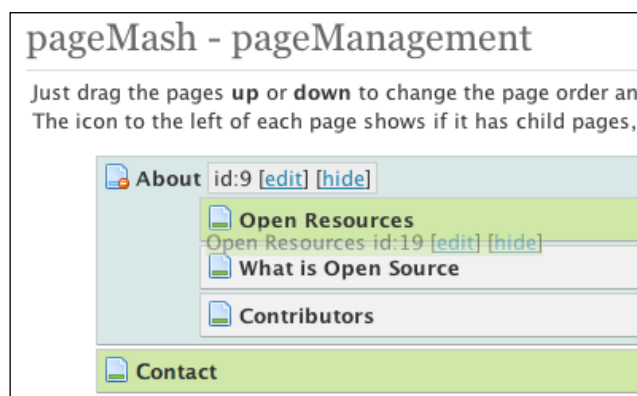 pageMash - pageManagement
Just drag the pages up or down to change the page order an
The icon to the left of each page shows if it has child pages,
About id:9 [edit] [hide]
Open Resources
Open Resources id:19 [edit] [hide]
What is Open Source
Contributors
Contact